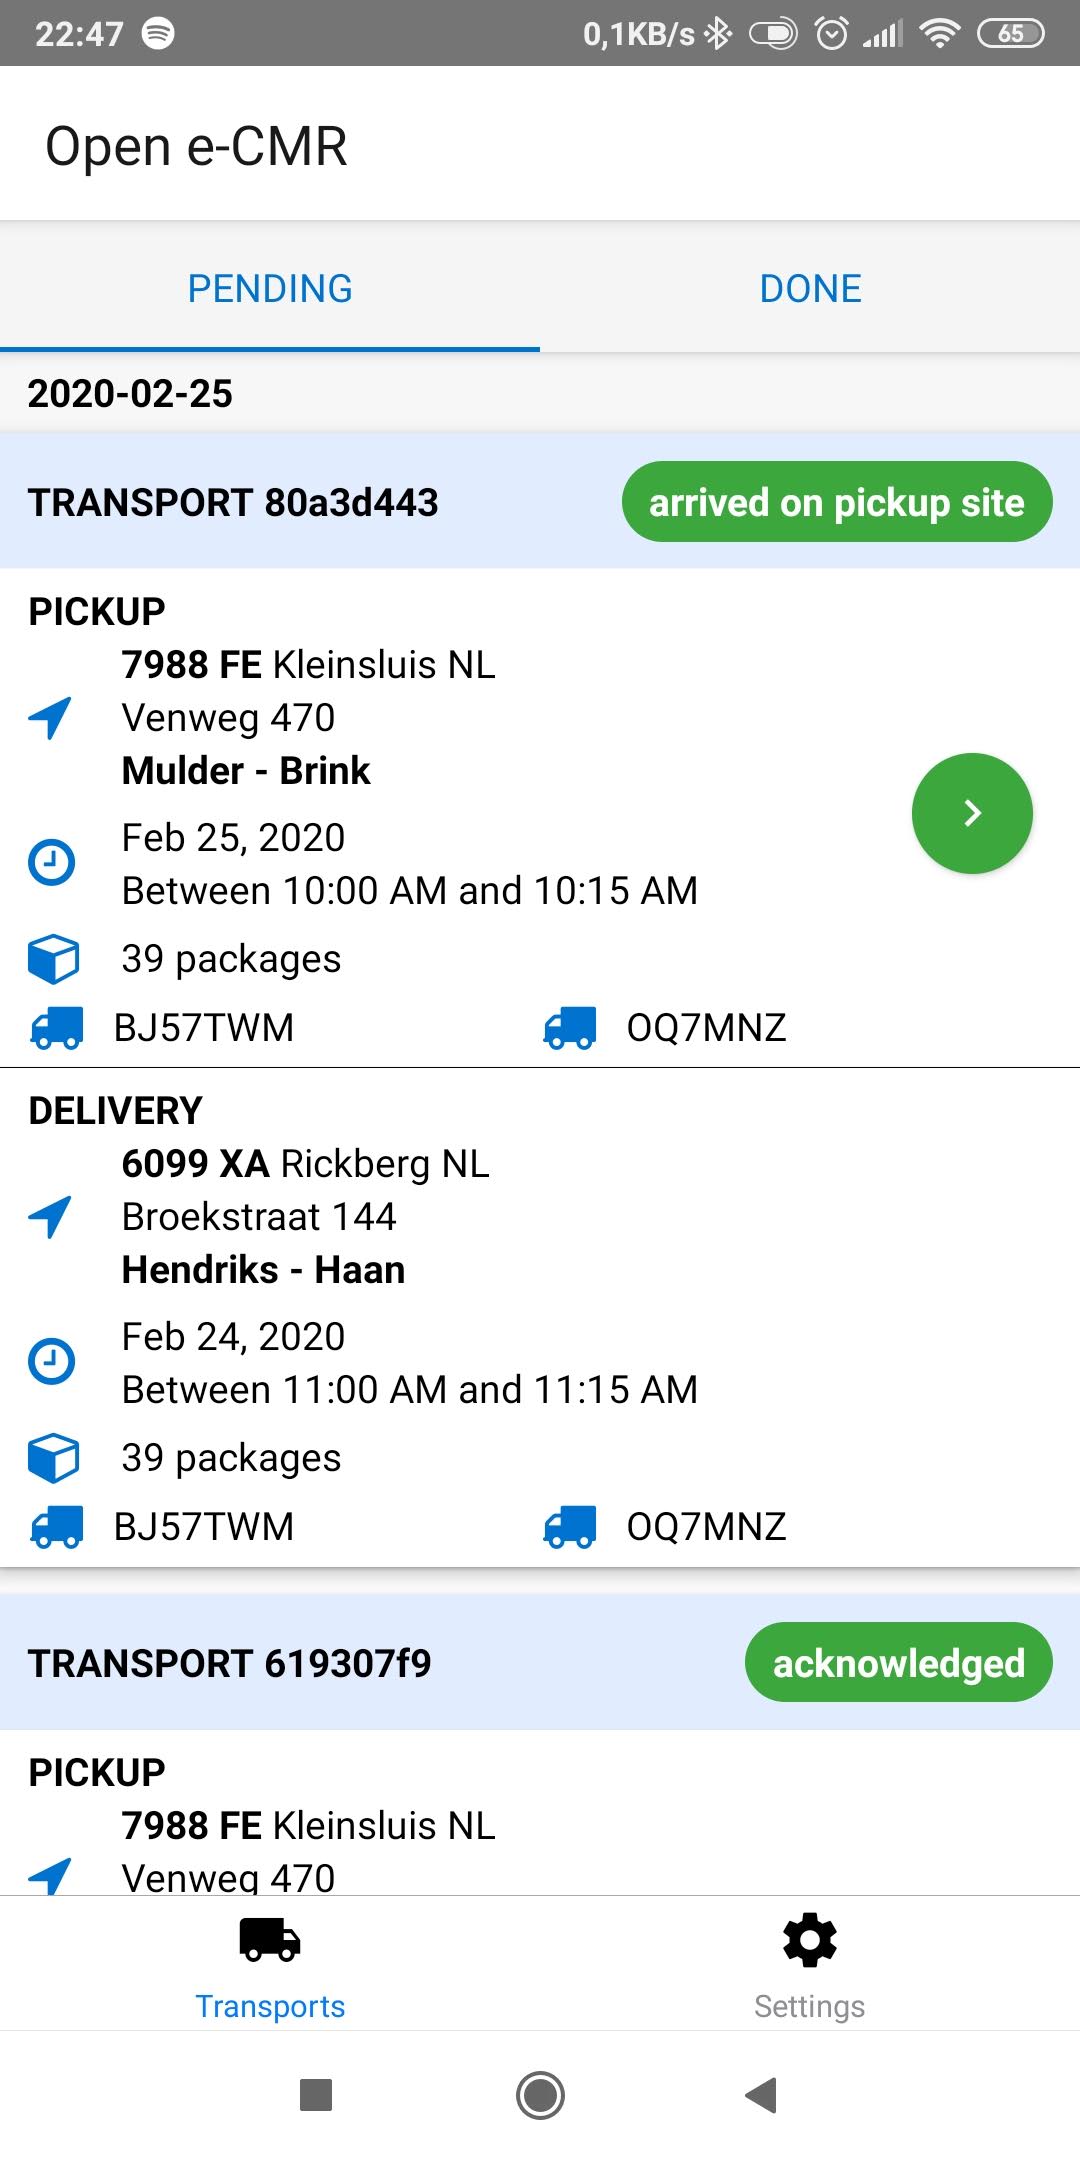 22:47
0,1KB/s
65
Open e-CMR
PENDING
DONE
2020-02-25
TRANSPORT 80a3d443
arrived on pickup site
PICKUP
7988 FE Kleinsluis NL
Venweg 470
Mulder - Brink
Feb 25, 2020
Between 10:00 AM and 10:15 AM
39 packages
BJ57TWM
OQ7MNZ
DELIVERY
6099 XA Rickberg NL
Broekstraat 144
Hendriks - Haan
Feb 24, 2020
Between 11:00 AM and 11:15 AM
39 packages
BJ57TWM
OQ7MNZ
TRANSPORT 619307f9
acknowledged
PICKUP
7988 FE Kleinsluis NL
Venweg 470
Transports
Settings